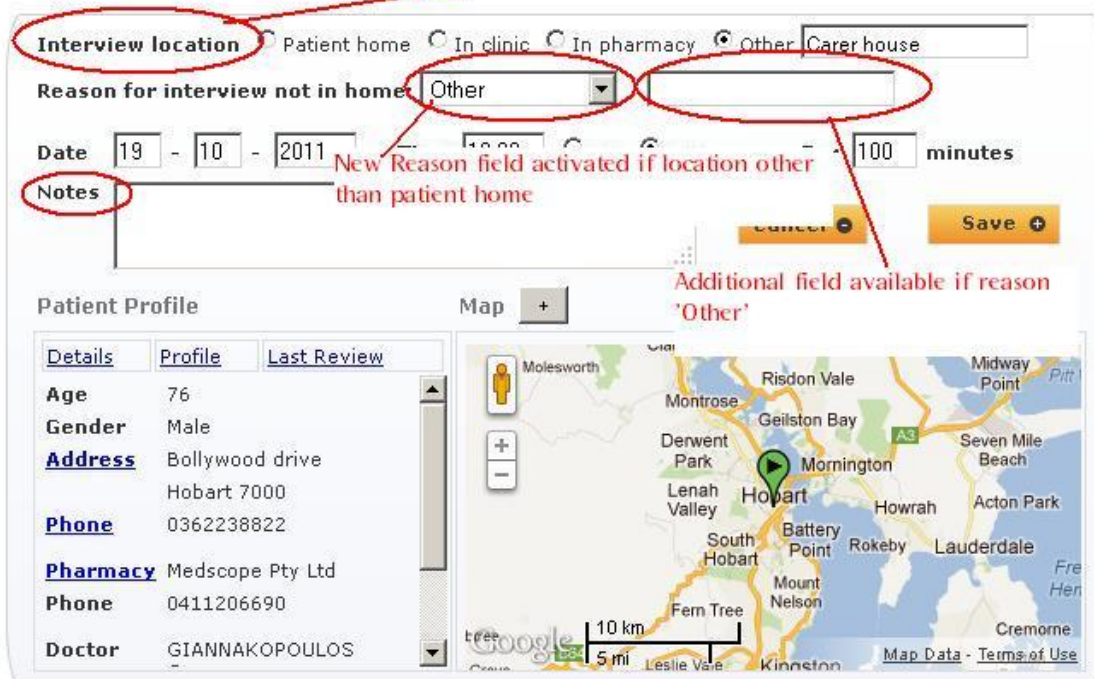 Interview location Patient home In clinic In pharmacy Other Carer house
Reason for interview not in home Other
Date 19 - 10 - 2011 100 minutes
New Reason field activated if location other
than patient home
Notes
Cancel Save
Additional field available if reason
'Other'
Patient Profile Map +
Details Profile Last Review
Age 76
Gender Male
Address Bollywood drive
Hobart 7000
Phone 0362238822
Pharmacy Medscope Pty Ltd
Phone 0411206690
Doctor GIANNAKOPOULOS
Molesworth
Risdon Vale
Midway
Point
Pitt
Montrose
Geilston Bay
A3
Derwent
Park
Seven Mile
Beach
Mornington
Lenah
Valley
Hobart
Howrah
Acton Park
South
Hobart
Battery
Point
Rokeby
Lauderdale
Mount
Nelson
Fern Tree
Cremorne
Google
10 km
5 mi
Leslie Vale
Kingston
Map Data - Terms of Use